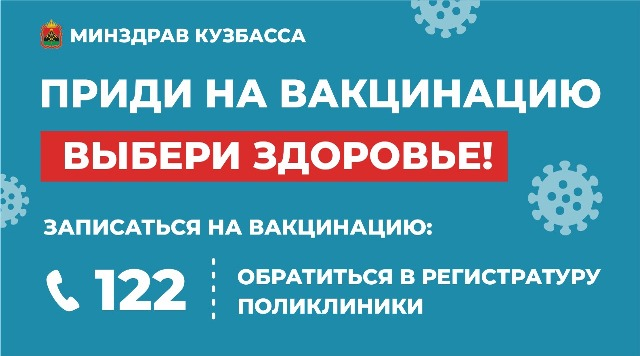 МИНЗДРАВ КУЗБАССА
ПРИДИ НА ВАКЦИНАЦИЮ
ВЫБЕРИ ЗДОРОВЬЕ!
ЗАПИСАТЬСЯ НА ВАКЦИНАЦИЮ:
122
ОБРАТИТЬСЯ В РЕГИСТРАТУРУ
ПОЛИКЛИНИКИ